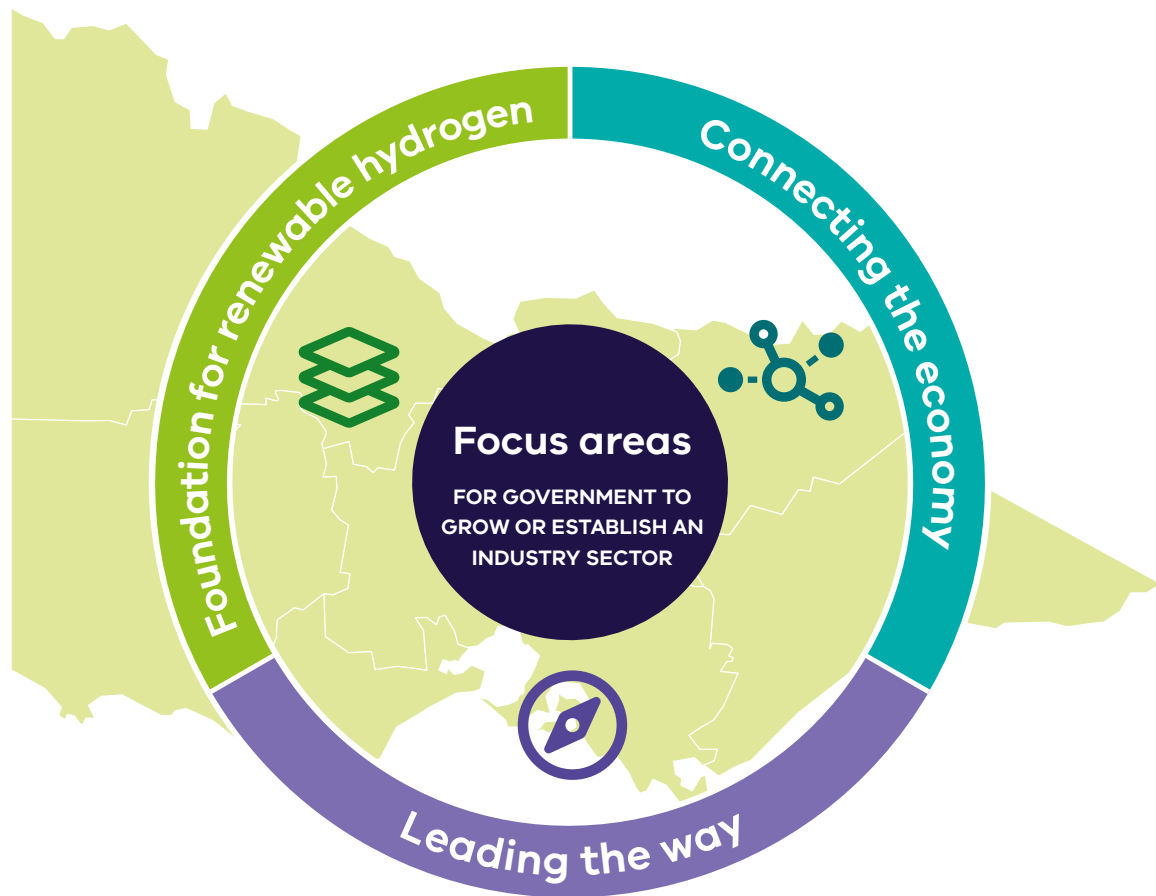 Foundation for renewable hydrogen
Connecting the economy
Focus areas
FOR GOVERNMENT TO
GROW OR ESTABLISH AN
INDUSTRY SECTOR
Leading the way